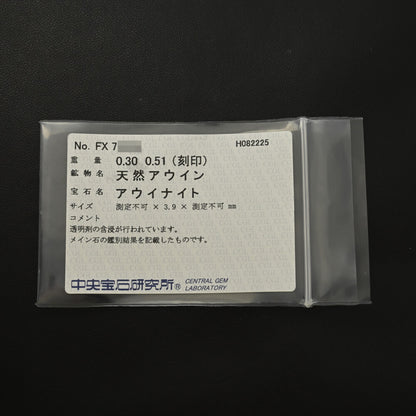 No. FX 7
H082225
重量 0.30 0.51 (刻印)
鉱物名 天然アウイン
宝石名 アウイナイト
サイズ 測定不可 × 3.9 × 測定不可 mm
コメント
透明剤の含浸が行われています。
メイン石の鑑別結果を記載したものです。
中央宝石研究所® CENTRAL GEM LABORATORY